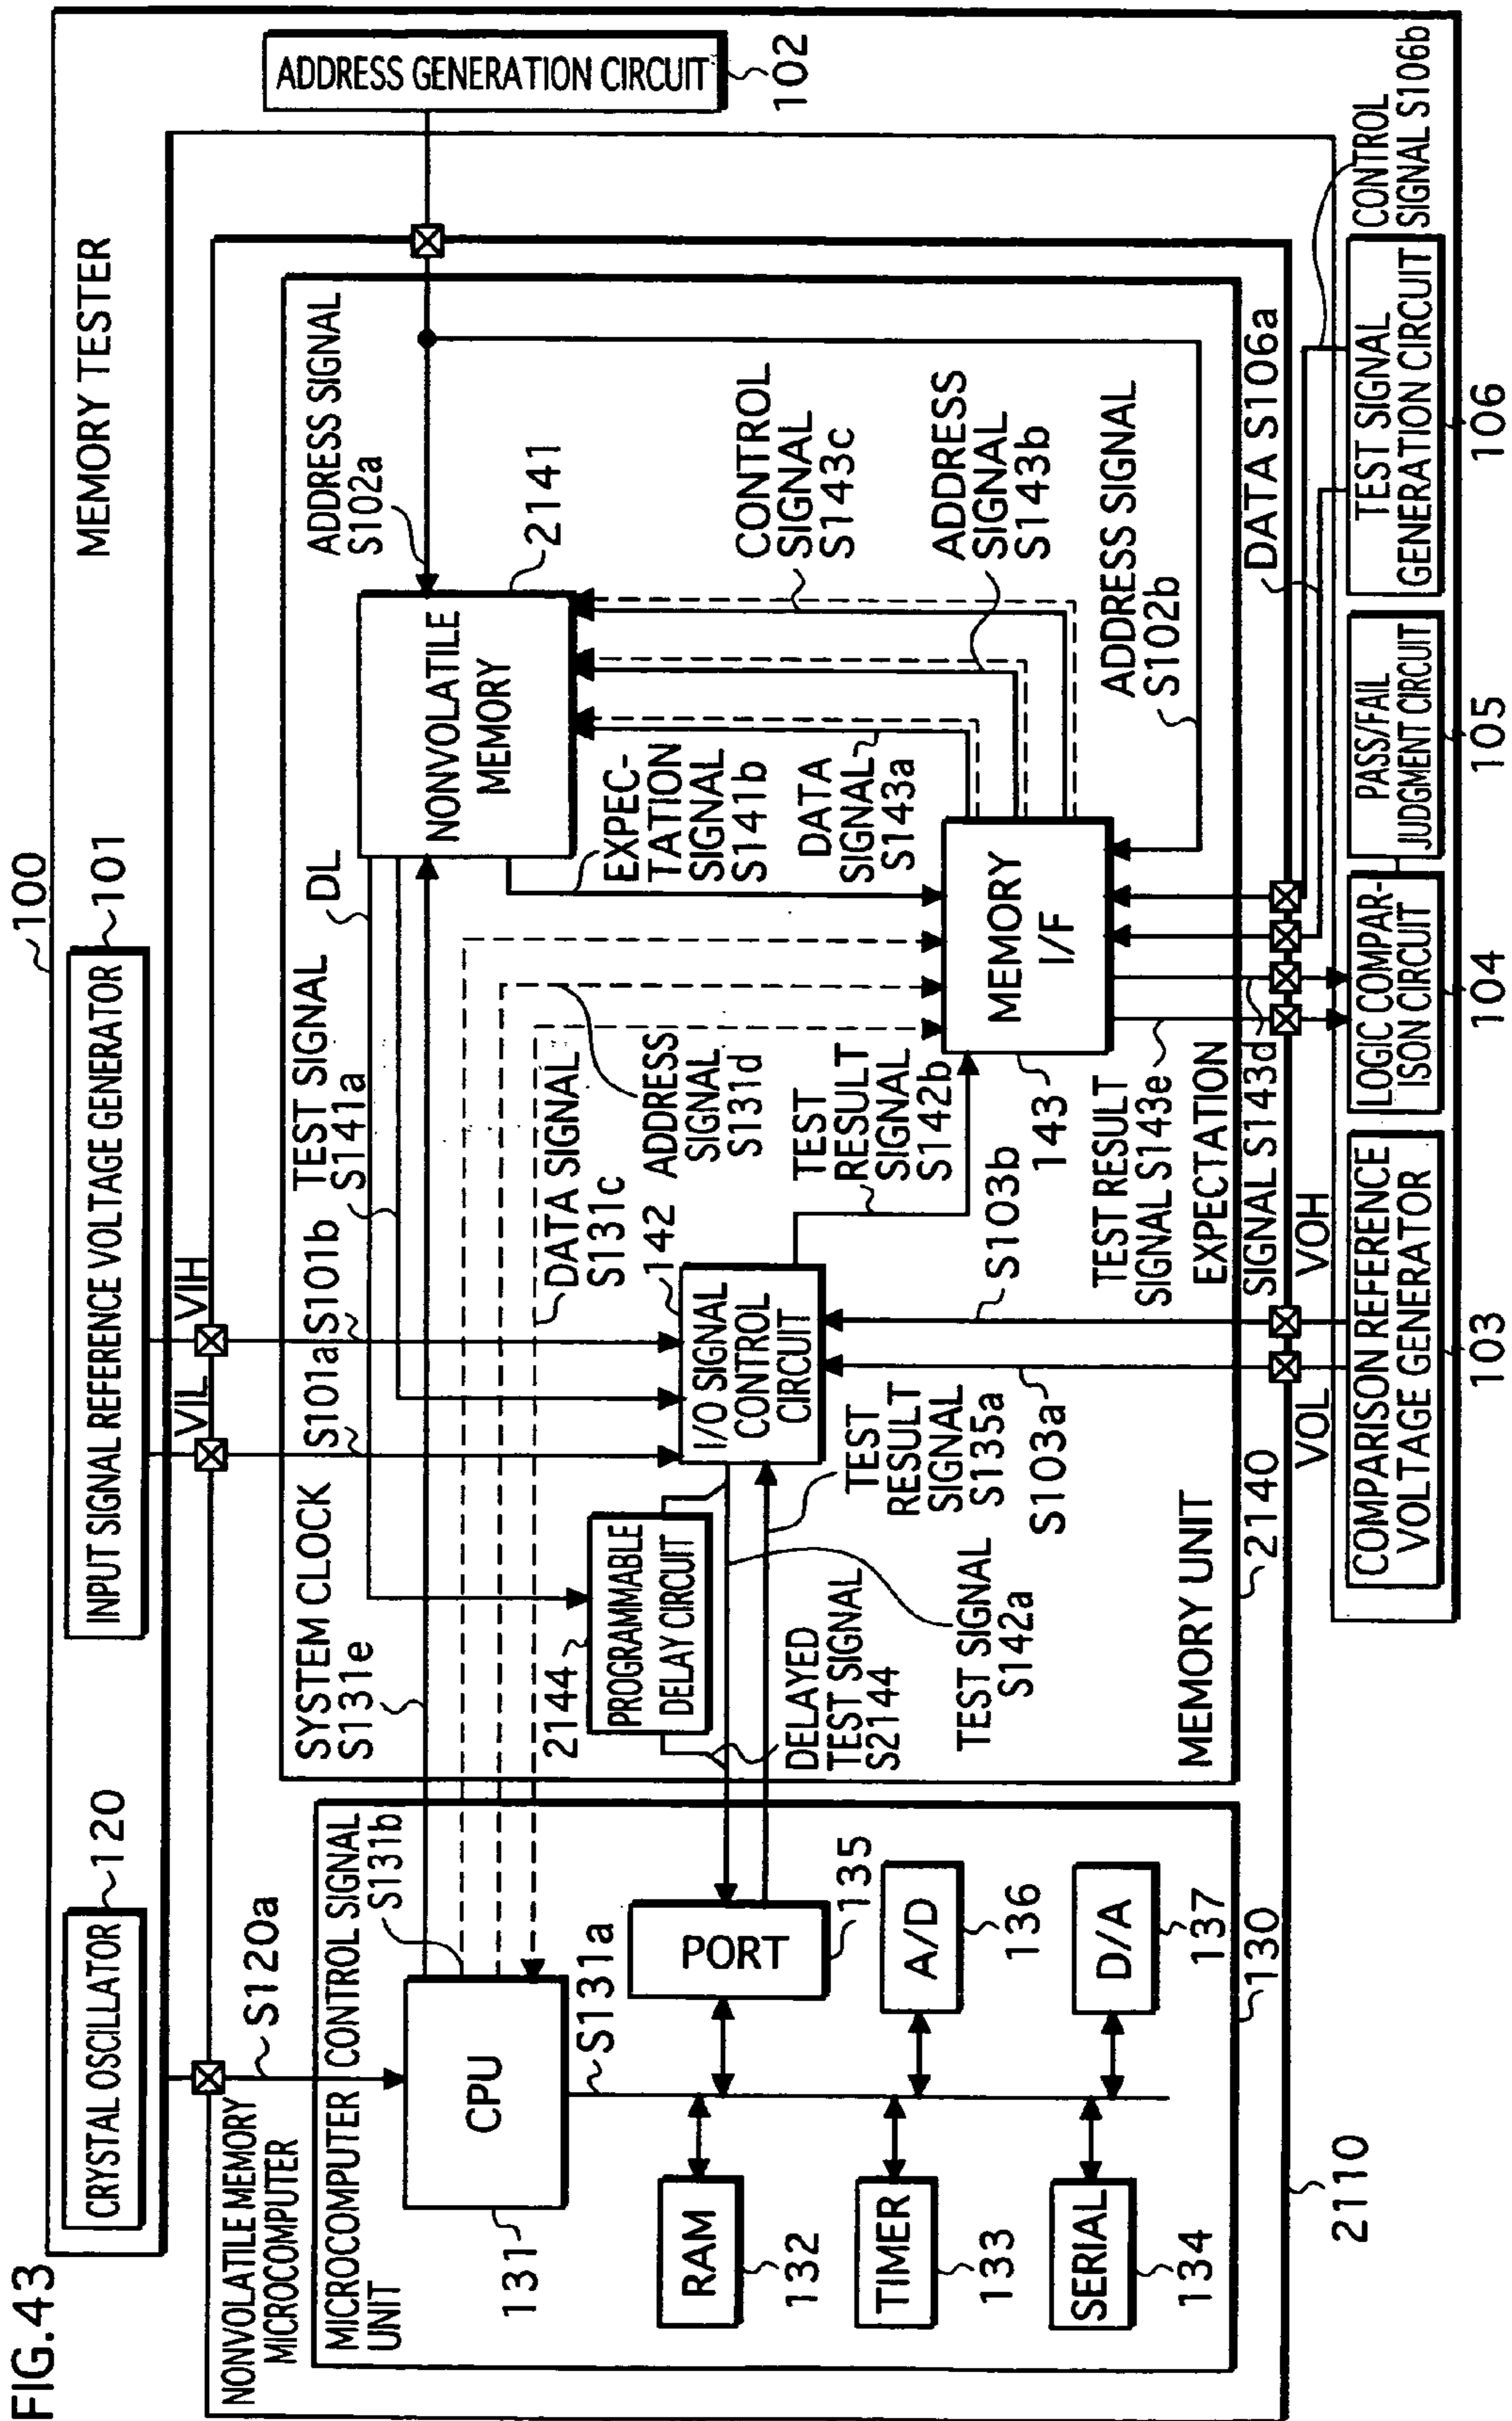 FIG.43
100
MEMORY TESTER
CRYSTAL OSCILLATOR
120
INPUT SIGNAL REFERENCE VOLTAGE GENERATOR
101
ADDRESS GENERATION CIRCUIT
102
S120a
VIL
VIH
NONVOLATILE MEMORY
MICROCOMPUTER
MICROCOMPUTER
UNIT
CONTROL SIGNAL
S131b
CPU
131
S131a
RAM
132
TIMER
133
SERIAL
134
PORT
135
A/D
136
D/A
137
130
2110
SYSTEM CLOCK
S131e
S101a
S101b
TEST SIGNAL
S141a
DL
NONVOLATILE
MEMORY
2141
ADDRESS SIGNAL
S102a
PROGRAMMABLE
DELAY CIRCUIT
2144
DELAYED
TEST SIGNAL
S2144
TEST SIGNAL
S142a
I/O SIGNAL
CONTROL
CIRCUIT
142
DATA SIGNAL
S131c
ADDRESS
SIGNAL
S131d
TEST
RESULT
SIGNAL
S135a
TEST
RESULT
SIGNAL
S142b
EXPEC-
TATION
SIGNAL
S141b
DATA
SIGNAL
S143a
CONTROL
SIGNAL
S143c
ADDRESS
SIGNAL
S143b
ADDRESS SIGNAL
S102b
MEMORY
I/F
143
S103a
S103b
MEMORY UNIT
2140
TEST RESULT
SIGNAL S143e
EXPECTATION
SIGNAL S143d
DATA S106a
CONTROL
SIGNAL S106b
VOL
VOH
COMPARISON REFERENCE
VOLTAGE GENERATOR
103
LOGIC COMPAR-
ISON CIRCUIT
104
PASS/FAIL
JUDGMENT CIRCUIT
105
TEST SIGNAL
GENERATION CIRCUIT
106